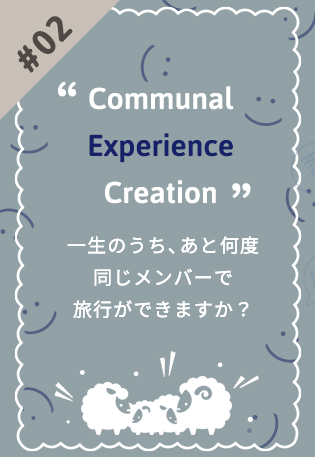 #02
“ Communal
Experience
Creation ”
一生のうち、あと何度
同じメンバーで
旅行ができますか？